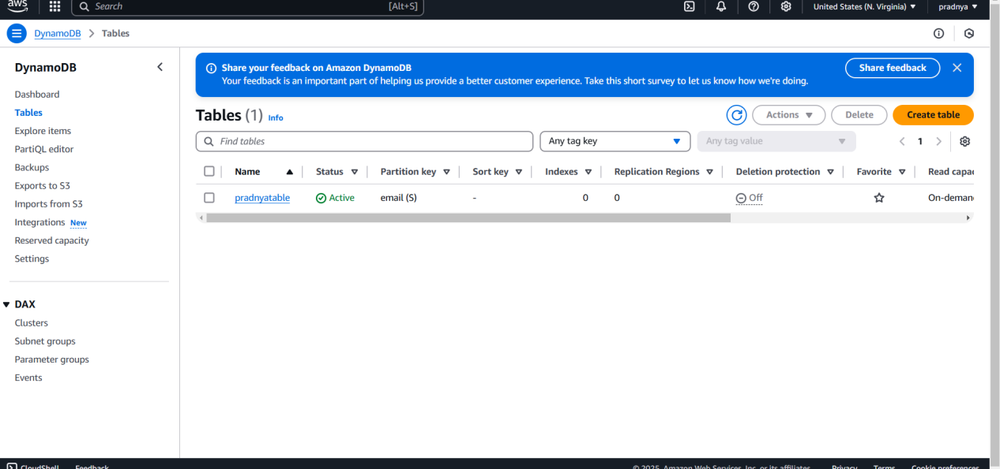 aws
Search [Alt+S] United States (N. Virginia) pradnya
DynamoDB > Tables
DynamoDB
Dashboard
Tables
Explore items
PartiQL editor
Backups
Exports to S3
Imports from S3
Integrations New
Reserved capacity
Settings
DAX
Clusters
Subnet groups
Parameter groups
Events
Share your feedback on Amazon DynamoDB
Your feedback is an important part of helping us provide a better customer experience. Take this short survey to let us know how we're doing.
Share feedback
Tables (1) Info
Actions Delete Create table
Find tables Any tag key Any tag value 1
Name Status Partition key Sort key Indexes Replication Regions Deletion protection Favorite Read capa
pradnyatable Active email (S) - 0 0 Off On-deman
CloudShell Feedback © 2025, Amazon Web Services, Inc. or its affiliates. Privacy Terms Cookie preferences